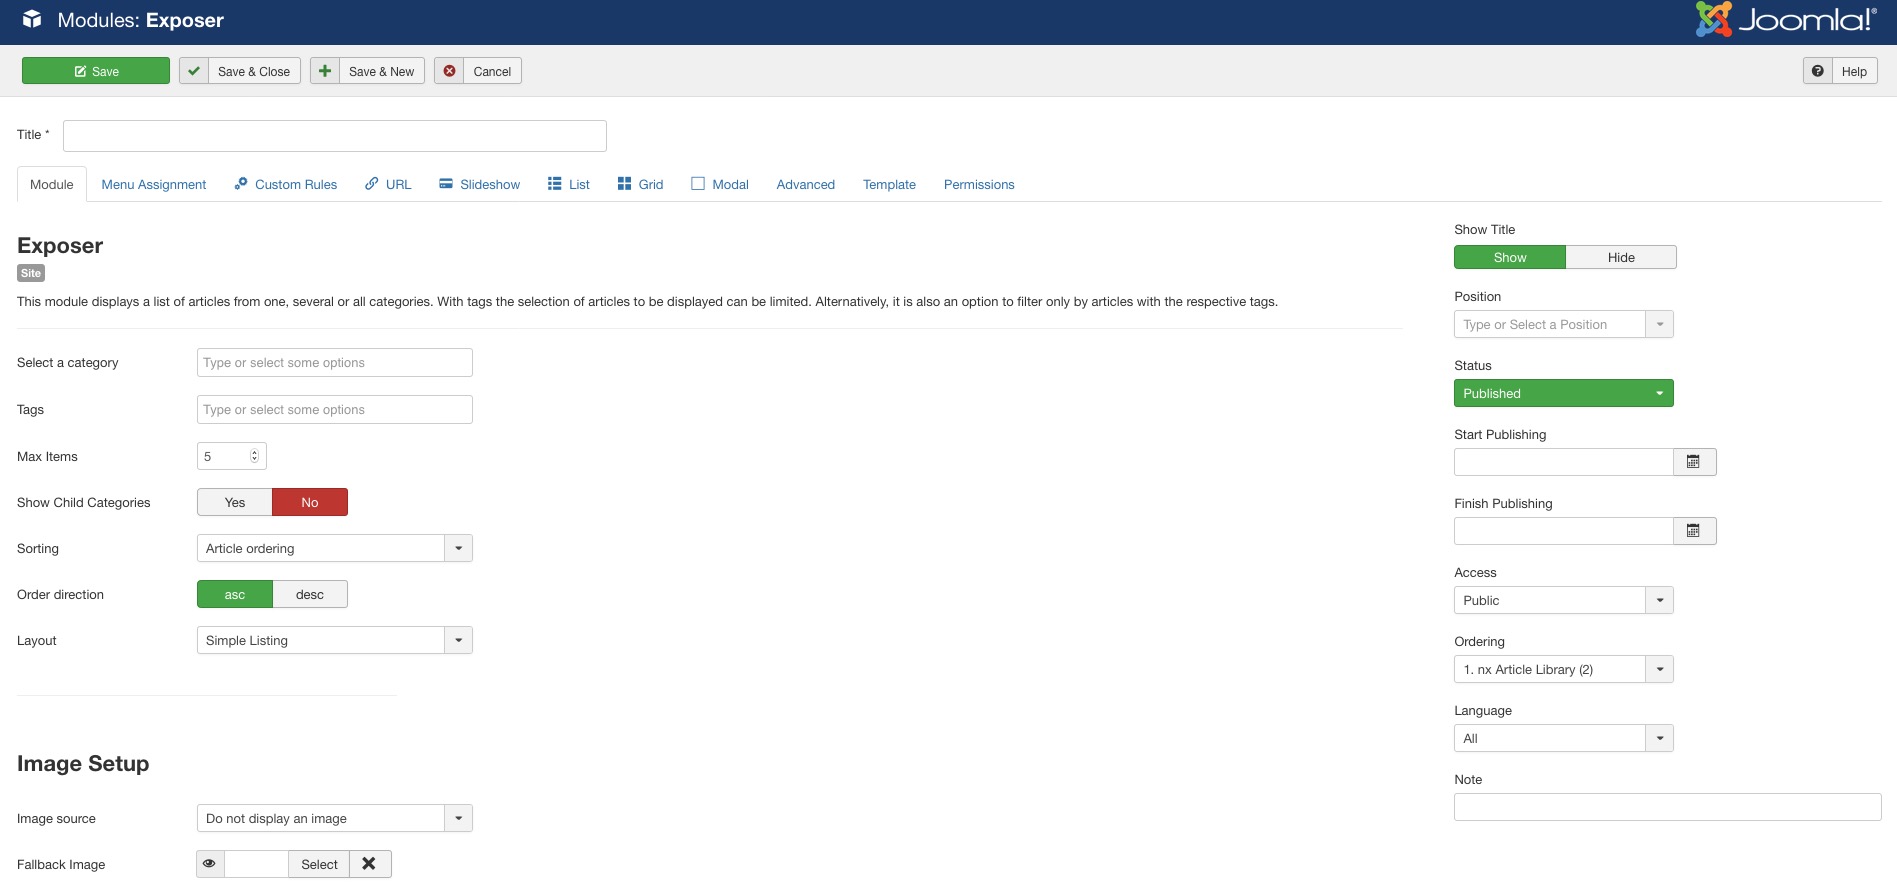 Modules: Exposer
Joomla!®
Save
Save & Close
Save & New
Cancel
Help
Title *
Module
Menu Assignment
Custom Rules
URL
Slideshow
List
Grid
Modal
Advanced
Template
Permissions
Exposer
Site
This module displays a list of articles from one, several or all categories. With tags the selection of articles to be displayed can be limited. Alternatively, it is also an option to filter only by articles with the respective tags.
Select a category
Type or select some options
Tags
Type or select some options
Max Items
5
Show Child Categories
Yes
No
Sorting
Article ordering
Order direction
asc
desc
Layout
Simple Listing
Image Setup
Image source
Do not display an image
Fallback Image
Select
Show Title
Show
Hide
Position
Type or Select a Position
Status
Published
Start Publishing
Finish Publishing
Access
Public
Ordering
1. nx Article Library (2)
Language
All
Note